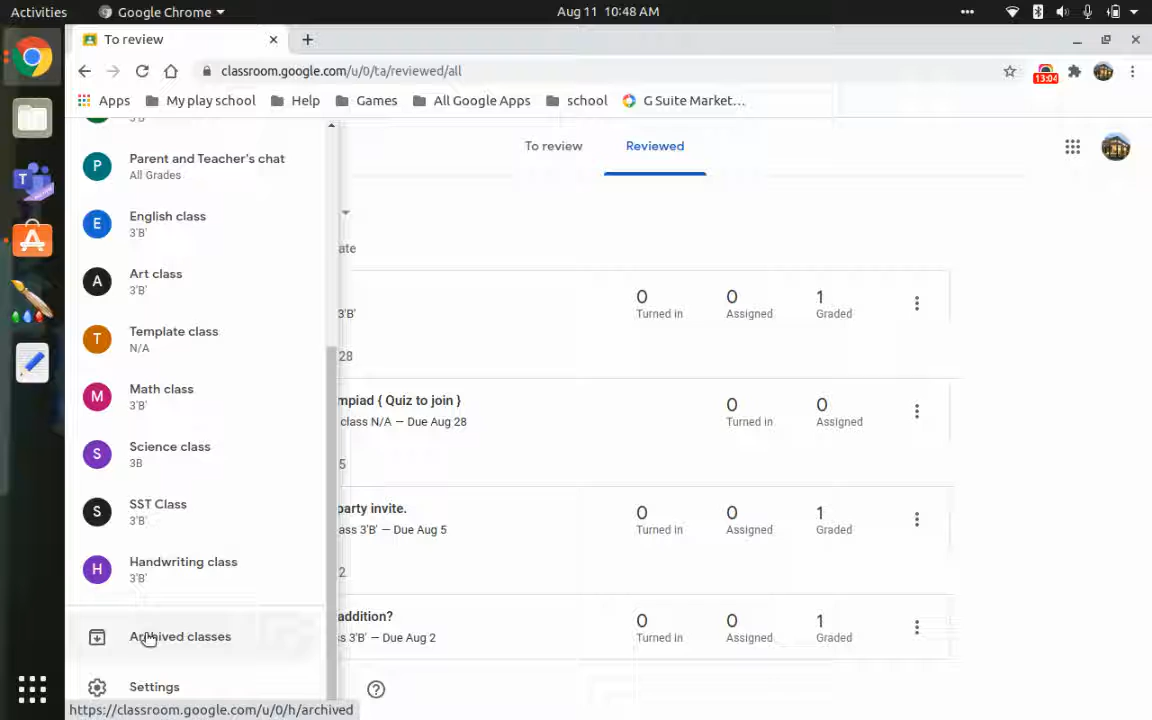 Activities
Google Chrome
Aug 11 10:48 AM
To review
classroom.google.com/u/0/ta/reviewed/all
13:04
Apps
My play school
Help
Games
All Google Apps
school
G Suite Market…
To review
Reviewed
3'B'
P
Parent and Teacher's chat
All Grades
E
English class
3'B'
A
Art class
3'B'
T
Template class
N/A
M
Math class
3'B'
S
Science class
3B
S
SST Class
3'B'
H
Handwriting class
3'B'
Archived classes
Settings
ate
3'B'
28
0 0 1
Turned in Assigned Graded
mpiad { Quiz to join }
class N/A — Due Aug 28
5
0 0
Turned in Assigned
party invite.
ass 3'B' — Due Aug 5
2
0 0 1
Turned in Assigned Graded
addition?
s 3'B' — Due Aug 2
0 0 1
Turned in Assigned Graded
https://classroom.google.com/u/0/h/archived